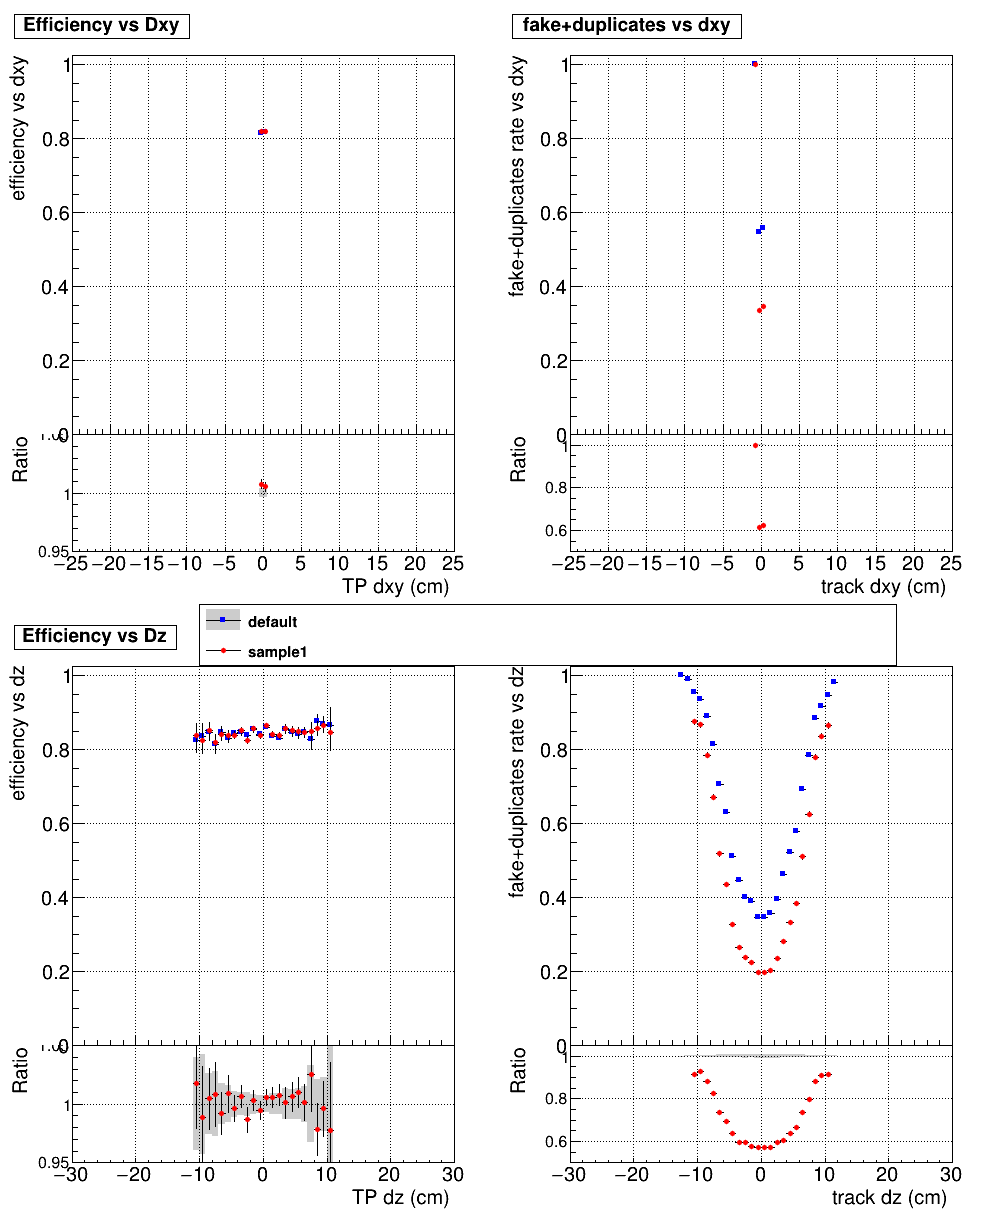 Efficiency vs Dxy
fake+duplicates vs dxy
efficiency vs dxy
1
0.8
0.6
0.4
0.2
0
Ratio
1
0.95
−25 −20 −15 −10 −5 0 5 10 15 20 25
TP dxy (cm)
fake+duplicates rate vs dxy
1
0.8
0.6
0.4
0.2
0
Ratio
1
0.8
0.6
−25 −20 −15 −10 −5 0 5 10 15 20 25
track dxy (cm)
default
sample1
Efficiency vs Dz
efficiency vs dz
1
0.8
0.6
0.4
0.2
0
Ratio
1
0.95
−30 −20 −10 0 10 20 30
TP dz (cm)
fake+duplicates rate vs dz
1
0.8
0.6
0.4
0.2
0
Ratio
1
0.8
0.6
−30 −20 −10 0 10 20 30
track dz (cm)